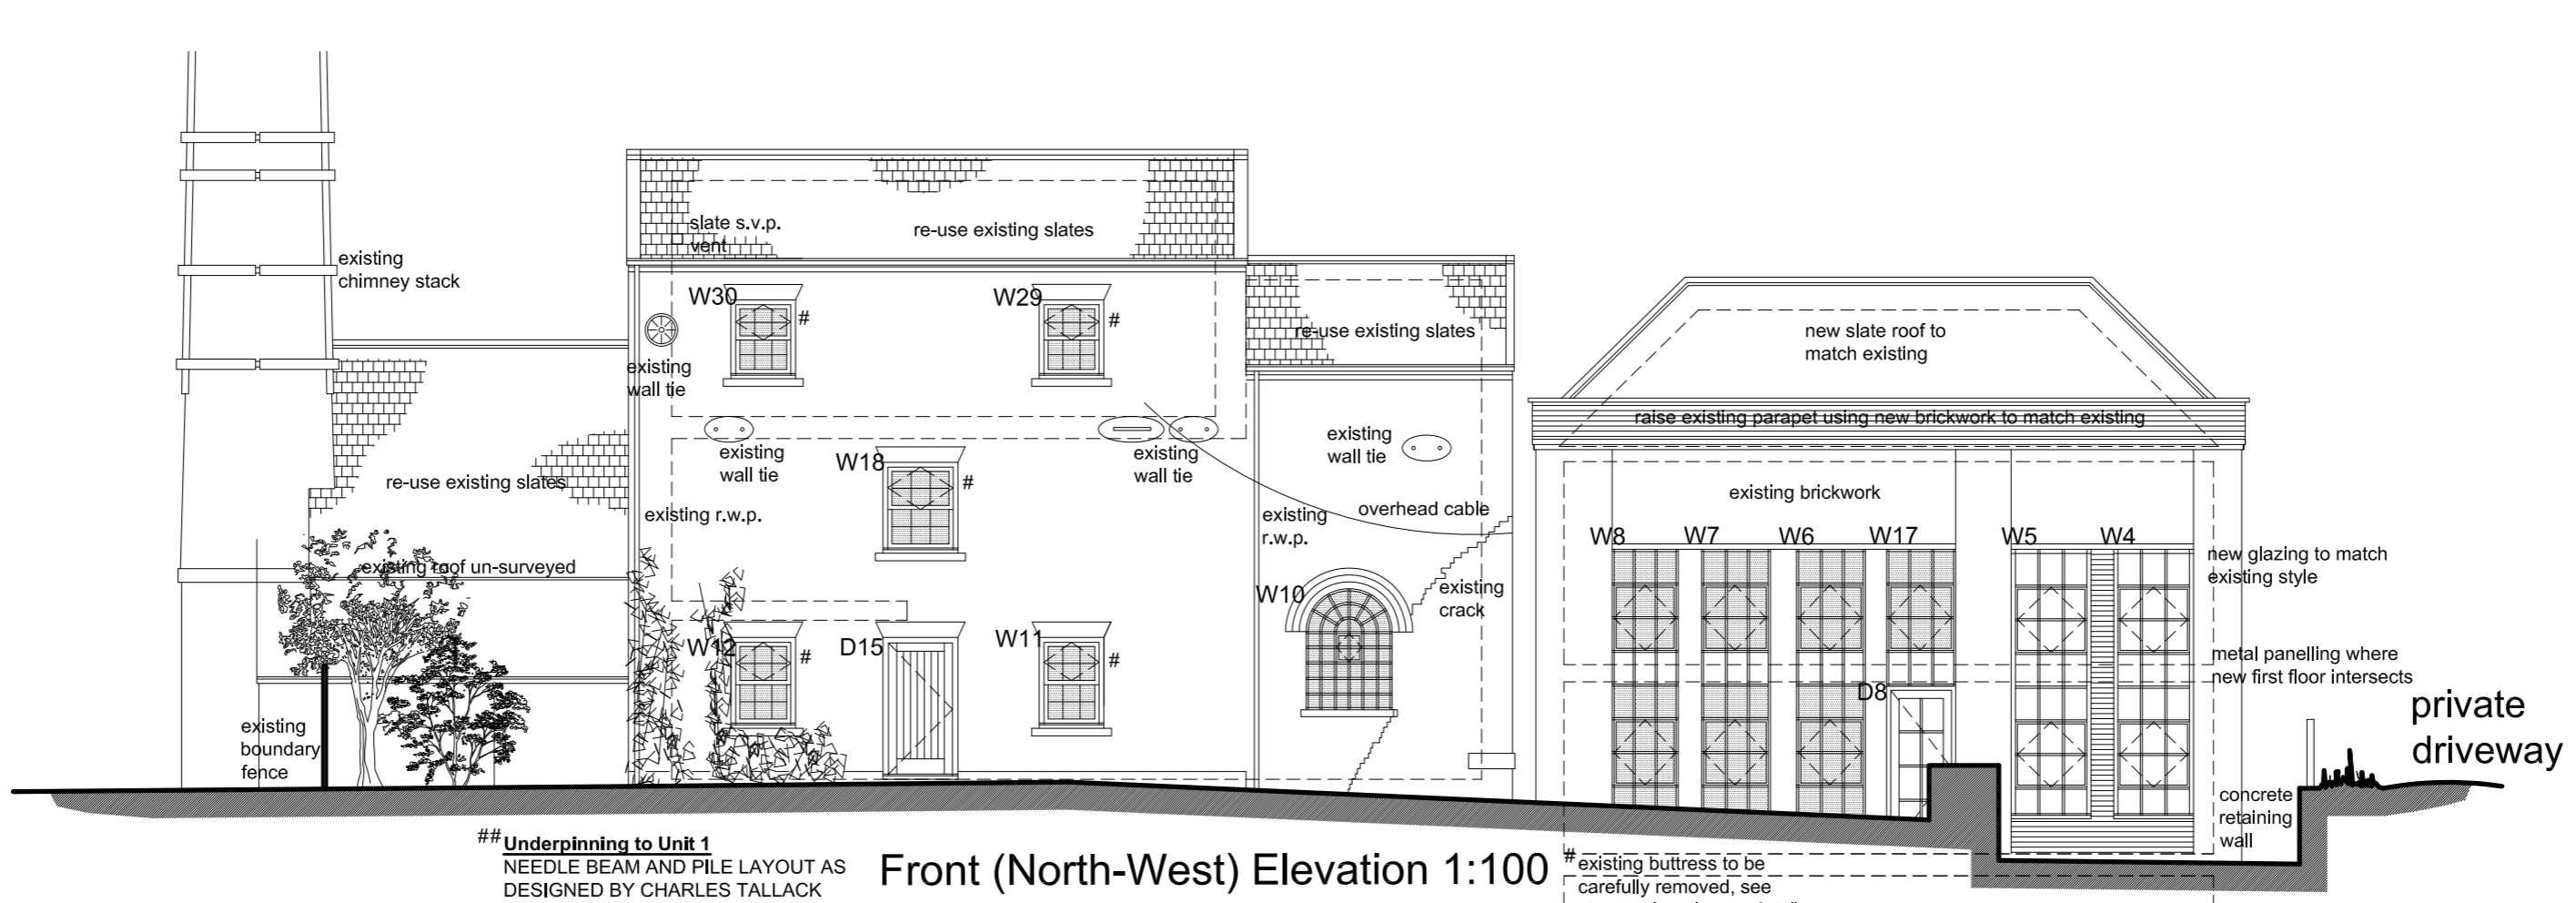 existing
chimney stack
slate s.v.p.
vent
re-use existing slates
W30
#
W29
#
existing
wall tie
re-use existing slates
new slate roof to
match existing
raise existing parapet using new brickwork to match existing
existing
wall tie
existing
wall tie
existing
wall tie
W18
#
re-use existing slates
existing r.w.p.
existing
r.w.p.
overhead cable
existing brickwork
W8
W7
W6
W17
W5
W4
new glazing to match
existing style
existing roof un-surveyed
W10
existing
crack
W12
#
D15
W11
#
D8
metal panelling where
new first floor intersects
private
driveway
existing
boundary
fence
concrete
retaining
wall
## Underpinning to Unit 1
NEEDLE BEAM AND PILE LAYOUT AS
DESIGNED BY CHARLES TALLACK
Front (North-West) Elevation 1:100
# existing buttress to be
carefully removed, see